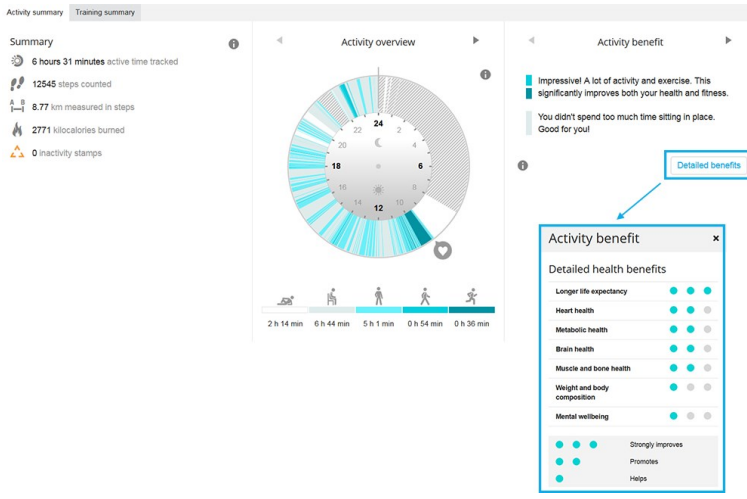 Activity summary
Training summary
Summary
6 hours 31 minutes active time tracked
12545 steps counted
A B
8.77 km measured in steps
2771 kilocalories burned
0 inactivity stamps
Activity overview
24
22
2
20
4
18
6
16
8
14
10
12
2 h 14 min
6 h 44 min
5 h 1 min
0 h 54 min
0 h 36 min
Activity benefit
Impressive! A lot of activity and exercise. This
significantly improves both your health and fitness.
You didn't spend too much time sitting in place.
Good for you!
Detailed benefits
Activity benefit
×
Detailed health benefits
Longer life expectancy
Heart health
Metabolic health
Brain health
Muscle and bone health
Weight and body
composition
Mental wellbeing
Strongly improves
Promotes
Helps